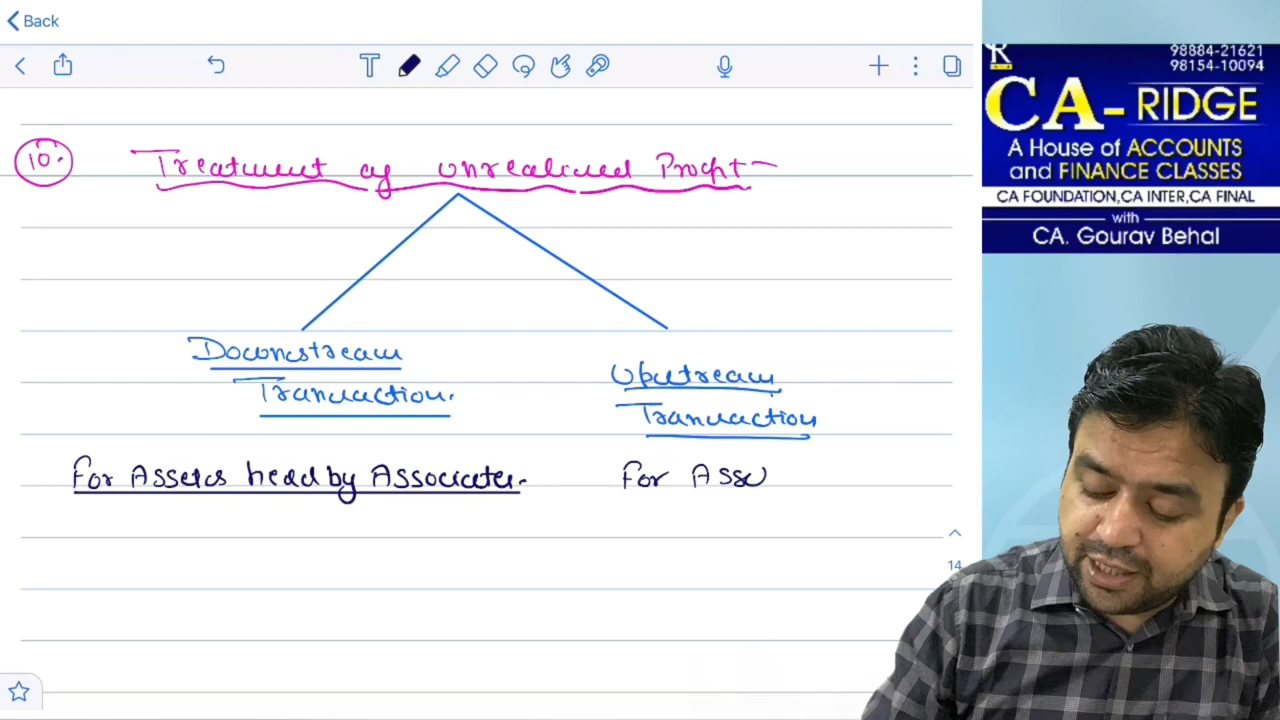 Back
T
10.
Treatment of unrealised Profit -
Downstream
Transaction.
Upstream
Transaction
For Assets head by Associates.
For Asse
14
R
98884-21621
98154-10094
CA- RIDGE
A House of ACCOUNTS
and FINANCE CLASSES
CA FOUNDATION,CA INTER,CA FINAL
with
CA. Gourav Behal